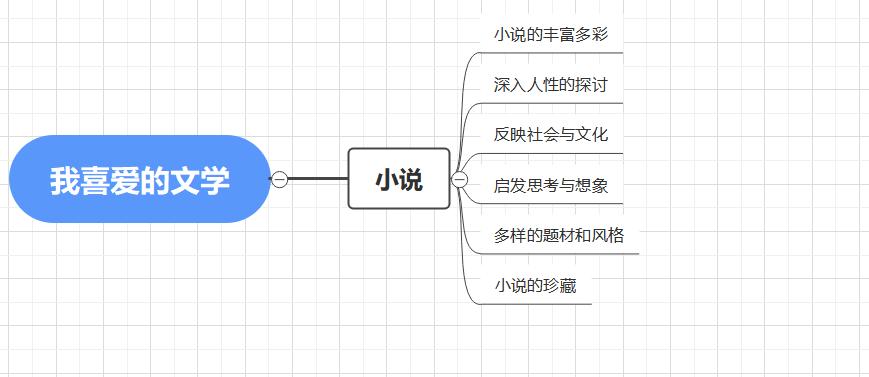 我喜爱的文学
小说
小说的丰富多彩
深入人性的探讨
反映社会与文化
启发思考与想象
多样的题材和风格
小说的珍藏